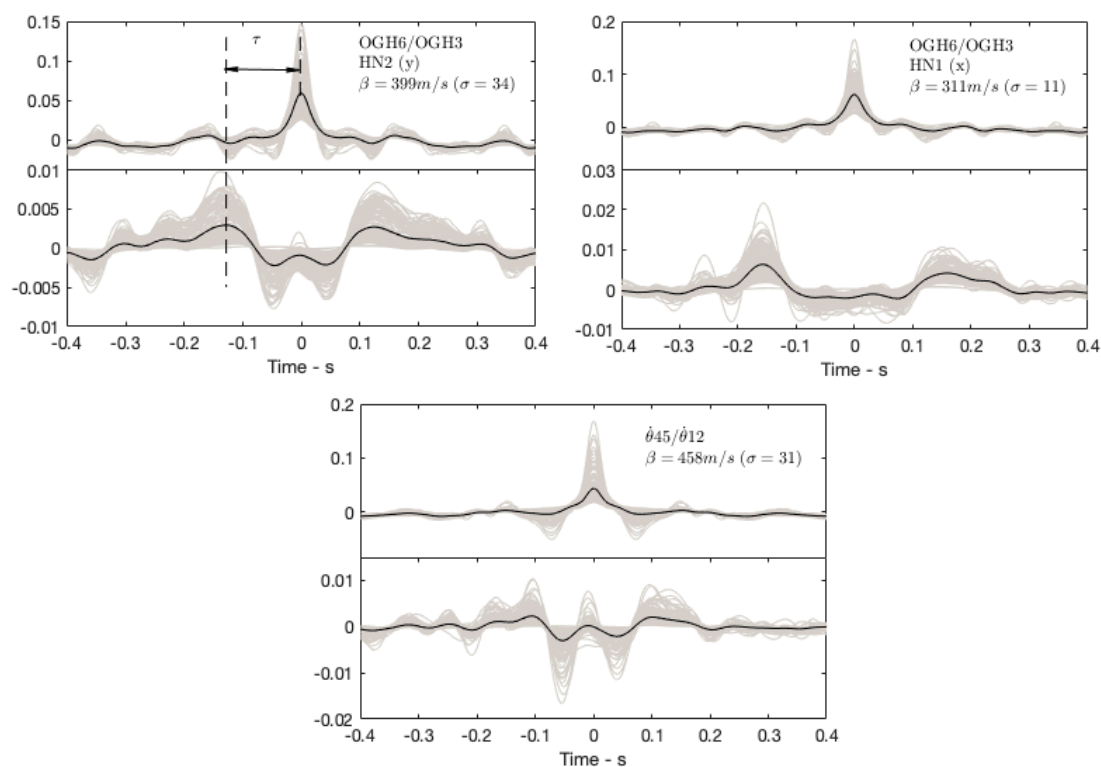 0.15
0.10
0.05
0
0.01
0.005
0
-0.005
-0.01
τ
OGH6/OGH3
HN2 (y)
β = 399m/s (σ = 34)
-0.4 -0.3 -0.2 -0.1 0 0.1 0.2 0.3 0.4
Time - s
0.2
0.1
0
0.03
0.02
0.01
0
-0.01
OGH6/OGH3
HN1 (x)
β = 311m/s (σ = 11)
-0.4 -0.3 -0.2 -0.1 0 0.1 0.2 0.3 0.4
Time - s
0.2
0.1
0
0.01
0
-0.01
-0.02
θ̇45/θ̇12
β = 458m/s (σ = 31)
-0.4 -0.3 -0.2 -0.1 0 0.1 0.2 0.3 0.4
Time - s